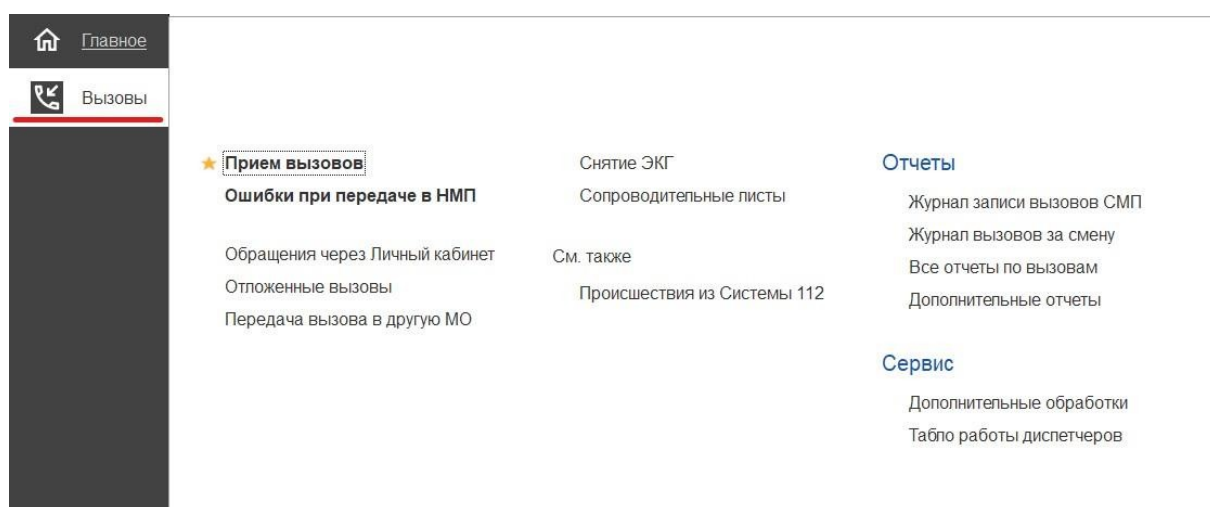 Главное
Вызовы
Прием вызовов
Ошибки при передаче в НМП
Обращения через Личный кабинет
Отложенные вызовы
Передача вызова в другую МО
Снятие ЭКГ
Сопроводительные листы
См. также
Происшествия из Системы 112
Отчеты
Журнал записи вызовов СМП
Журнал вызовов за смену
Все отчеты по вызовам
Дополнительные отчеты
Сервис
Дополнительные обработки
Табло работы диспетчеров